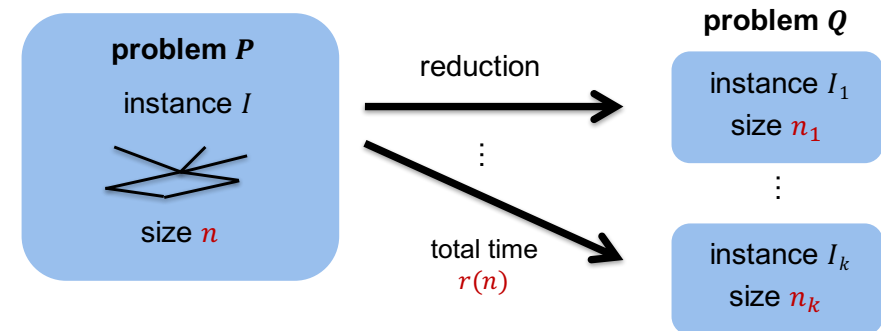 problem P
instance I
size n
reduction
⋮
total time
r(n)
problem Q
instance I₁
size n₁
⋮
instance Iₖ
size nₖ